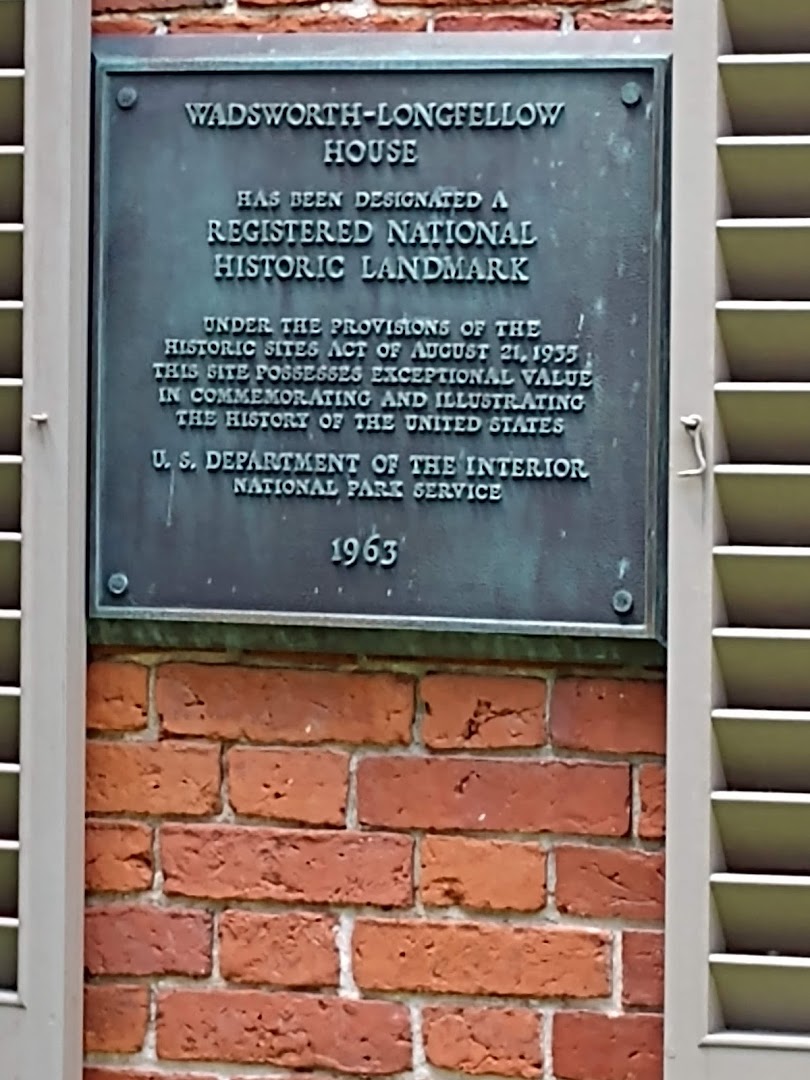 WADSWORTH-LONGFELLOW
HOUSE
HAS BEEN DESIGNATED A
REGISTERED NATIONAL
HISTORIC LANDMARK
UNDER THE PROVISIONS OF THE
HISTORIC SITES ACT OF AUGUST 21, 1935
THIS SITE POSSESSES EXCEPTIONAL VALUE
IN COMMEMORATING AND ILLUSTRATING
THE HISTORY OF THE UNITED STATES
U. S. DEPARTMENT OF THE INTERIOR
NATIONAL PARK SERVICE
1963